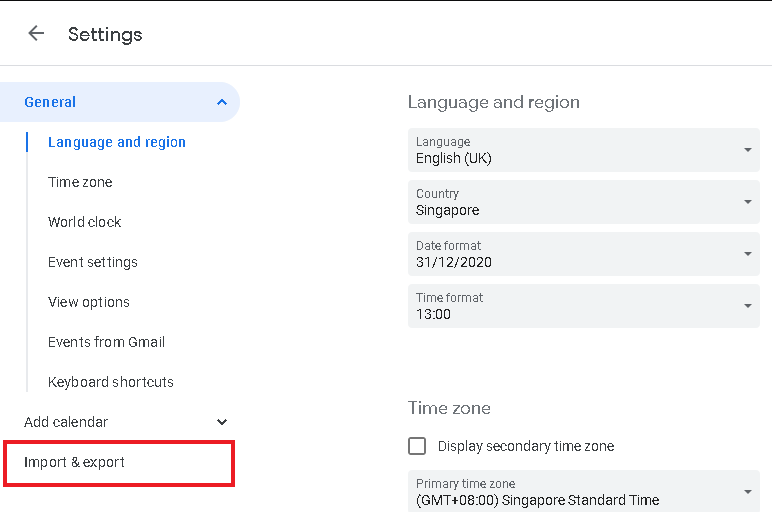 Settings
General
Language and region
Time zone
World clock
Event settings
View options
Events from Gmail
Keyboard shortcuts
Add calendar
Import & export
Language and region
Language
English (UK)
Country
Singapore
Date format
31/12/2020
Time format
13:00
Time zone
Display secondary time zone
Primary time zone
(GMT+08:00) Singapore Standard Time